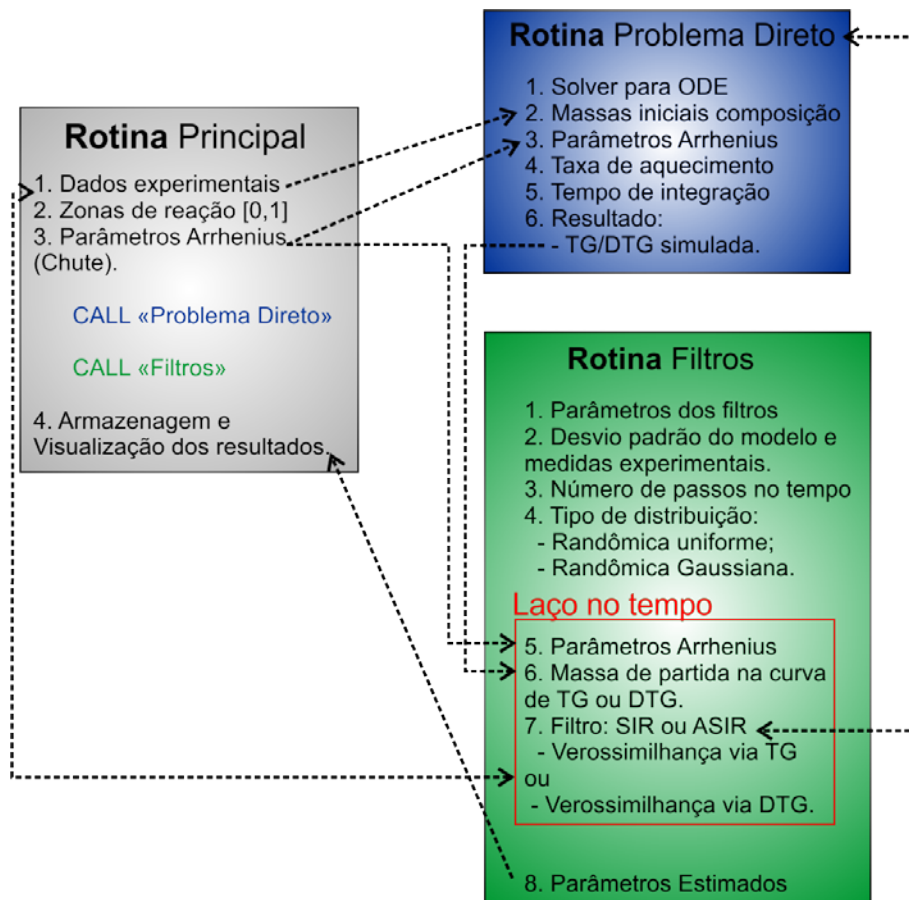 Rotina Principal
1. Dados experimentais
2. Zonas de reação [0,1]
3. Parâmetros Arrhenius
(Chute).
CALL «Problema Direto»
CALL «Filtros»
4. Armazenagem e
Visualização dos resultados.
Rotina Problema Direto
1. Solver para ODE
2. Massas iniciais composição
3. Parâmetros Arrhenius
4. Taxa de aquecimento
5. Tempo de integração
6. Resultado:
- TG/DTG simulada.
Rotina Filtros
1. Parâmetros dos filtros
2. Desvio padrão do modelo e
medidas experimentais.
3. Número de passos no tempo
4. Tipo de distribuição:
- Randômica uniforme;
- Randômica Gaussiana.
Laço no tempo
5. Parâmetros Arrhenius
6. Massa de partida na curva
de TG ou DTG.
7. Filtro: SIR ou ASIR
- Verossimilhança via TG
ou
- Verossimilhança via DTG.
8. Parâmetros Estimados